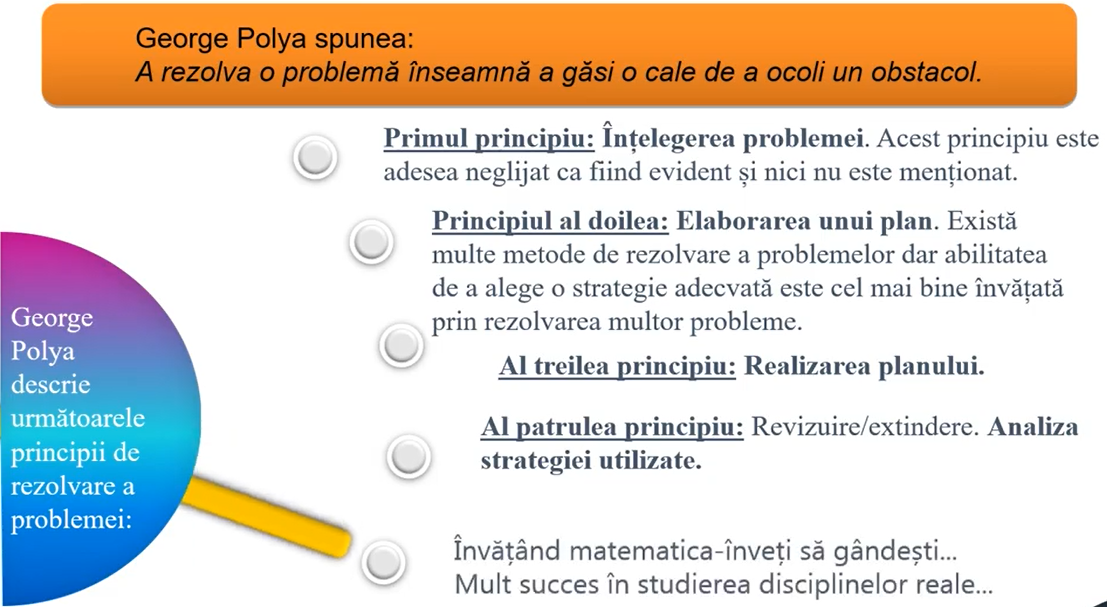 George Polya spunea:
A rezolva o problemă înseamnă a găsi o cale de a ocoli un obstacol.
George
Polya
descrie
următoarele
principii de
rezolvare a
problemei:
Primul principiu: Înțelegerea problemei. Acest principiu este
adesea neglijat ca fiind evident și nici nu este menționat.
Principiul al doilea: Elaborarea unui plan. Există
multe metode de rezolvare a problemelor dar abilitatea
de a alege o strategie adecvată este cel mai bine învățată
prin rezolvarea multor probleme.
Al treilea principiu: Realizarea planului.
Al patrulea principiu: Revizuire/extindere. Analiza
strategiei utilizate.
Învățând matematica-înveți să gândești...
Mult succes în studierea disciplinelor reale...